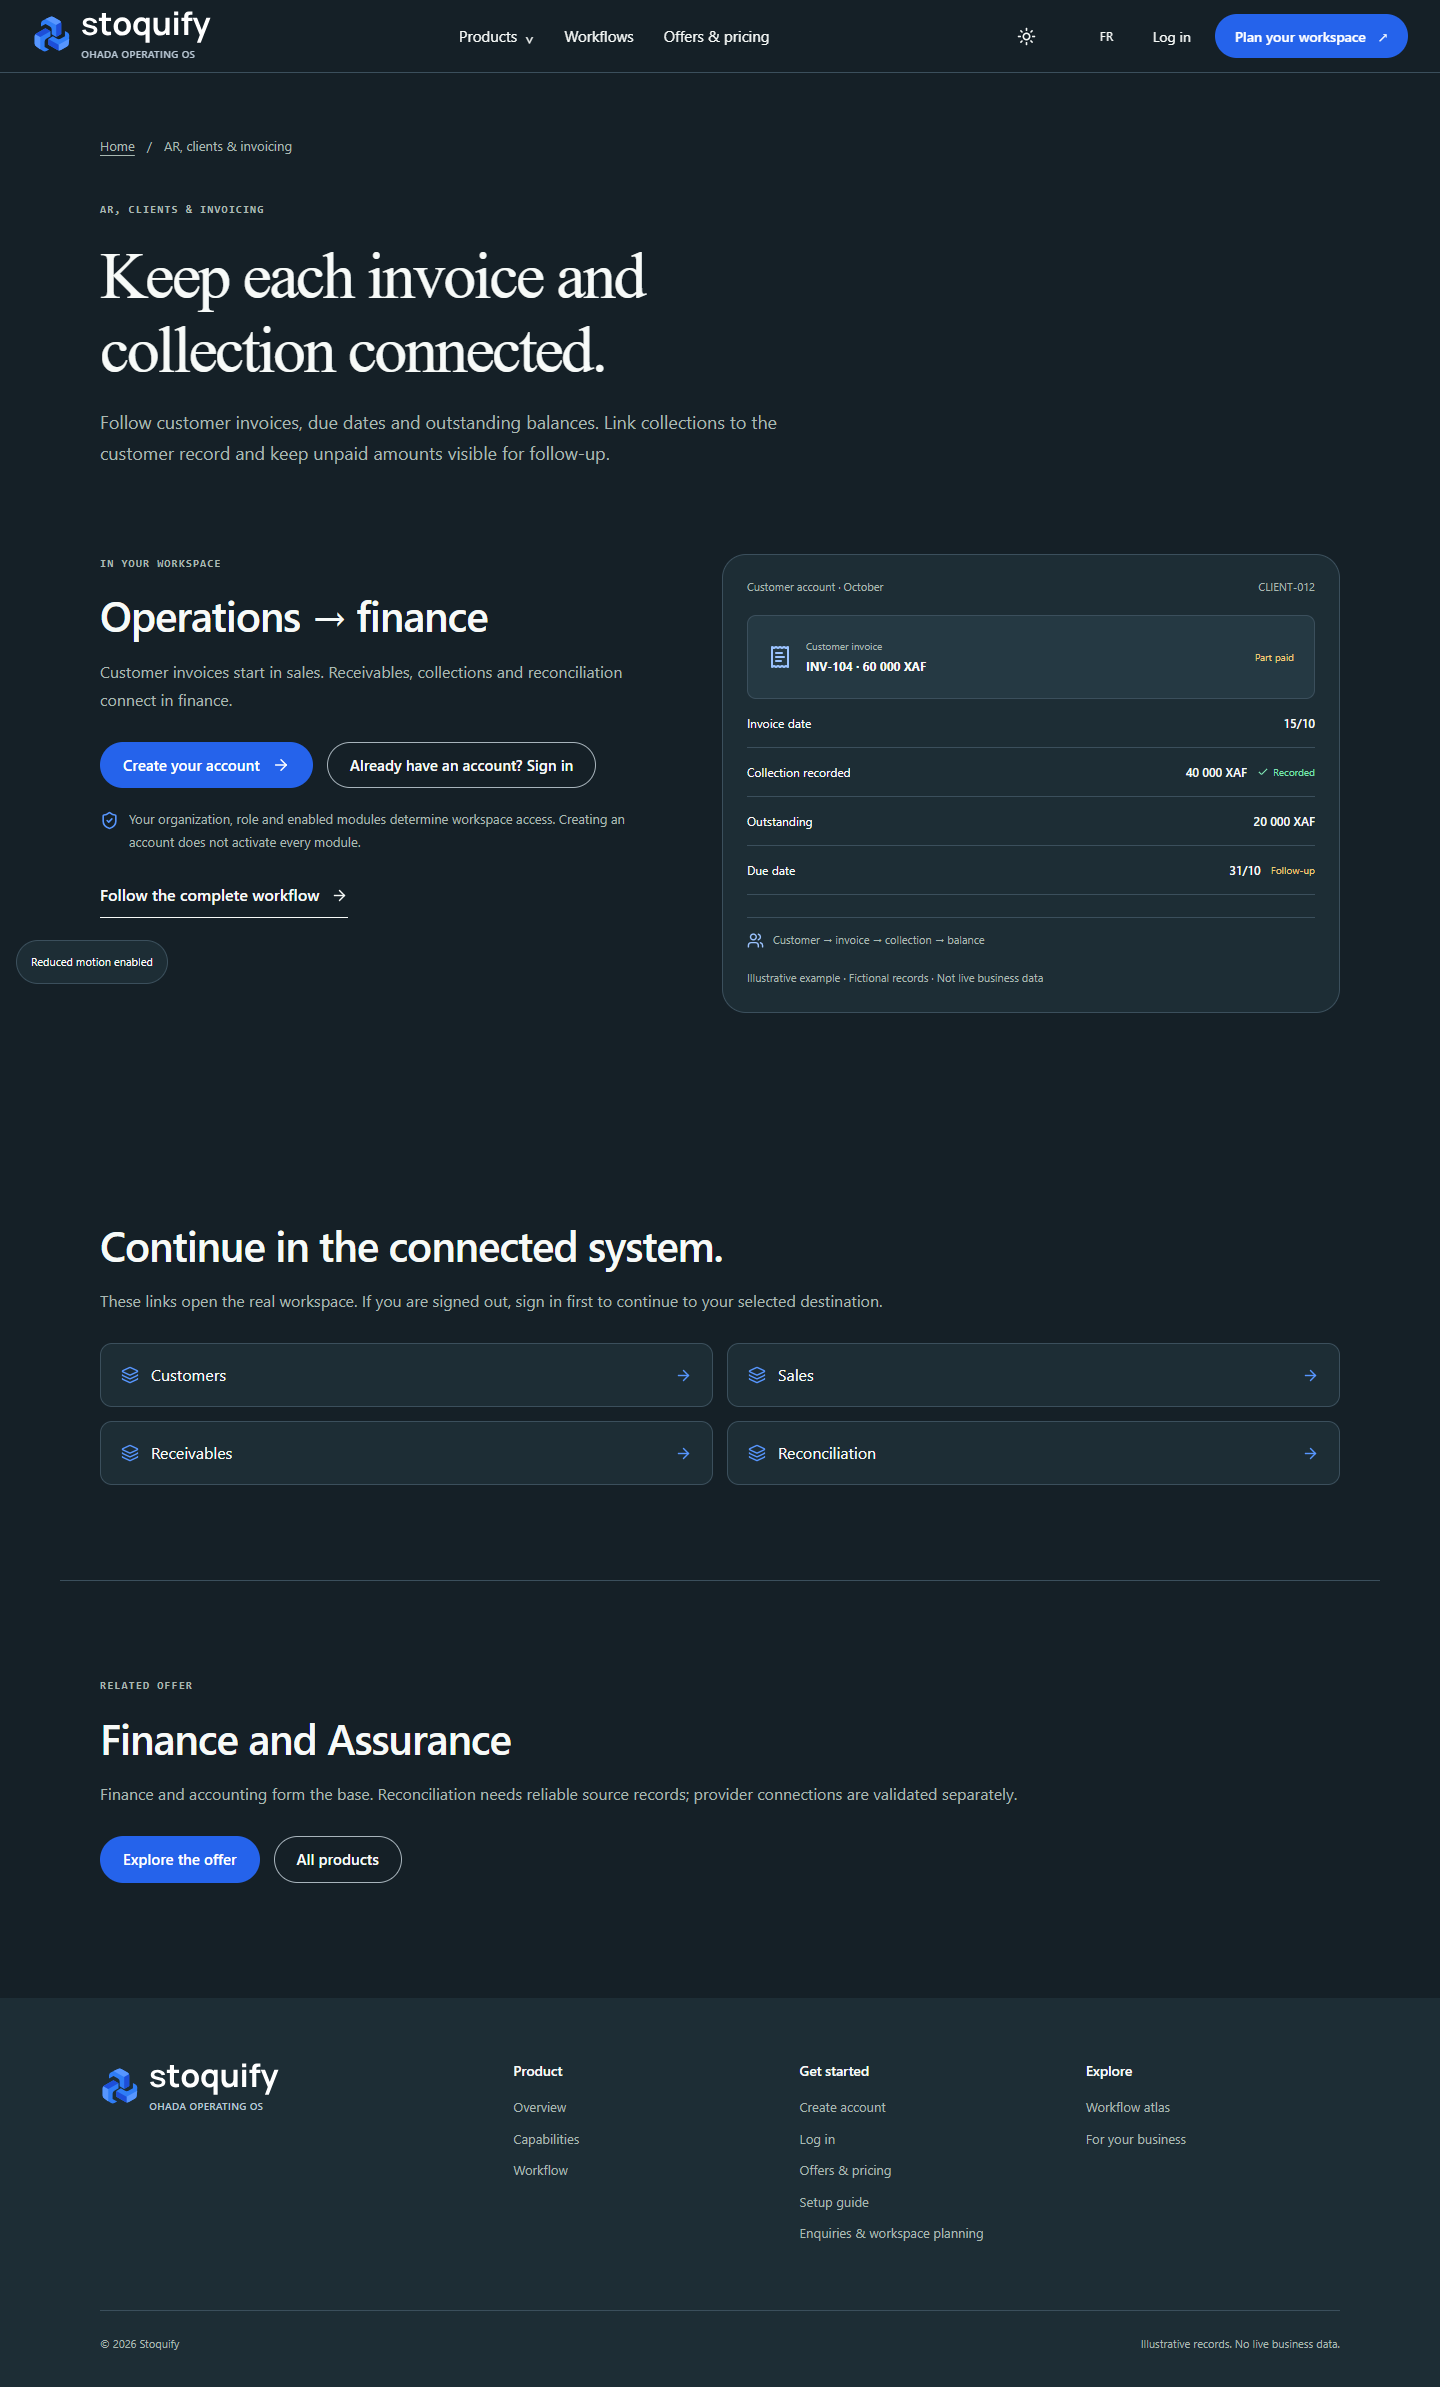 stoquify
OHADA OPERATING OS
Products
Workflows
Offers & pricing
FR
Log in
Plan your workspace ↗
Home / AR, clients & invoicing
AR, CLIENTS & INVOICING
Keep each invoice and
collection connected.
Follow customer invoices, due dates and outstanding balances. Link collections to the
customer record and keep unpaid amounts visible for follow-up.
IN YOUR WORKSPACE
Operations → finance
Customer invoices start in sales. Receivables, collections and reconciliation
connect in finance.
Create your account →
Already have an account? Sign in
Your organization, role and enabled modules determine workspace access. Creating an
account does not activate every module.
Follow the complete workflow →
Reduced motion enabled
Customer account · October
CLIENT-012
Customer invoice
INV-104 · 60 000 XAF
Part paid
Invoice date
15/10
Collection recorded
40 000 XAF ✓ Recorded
Outstanding
20 000 XAF
Due date
31/10 Follow-up
Customer → invoice → collection → balance
Illustrative example · Fictional records · Not live business data
Continue in the connected system.
These links open the real workspace. If you are signed out, sign in first to continue to your selected destination.
Customers →
Sales →
Receivables →
Reconciliation →
RELATED OFFER
Finance and Assurance
Finance and accounting form the base. Reconciliation needs reliable source records; provider connections are validated separately.
Explore the offer
All products
stoquify
OHADA OPERATING OS
Product
Overview
Capabilities
Workflow
Get started
Create account
Log in
Offers & pricing
Setup guide
Enquiries & workspace planning
Explore
Workflow atlas
For your business
© 2026 Stoquify
Illustrative records. No live business data.